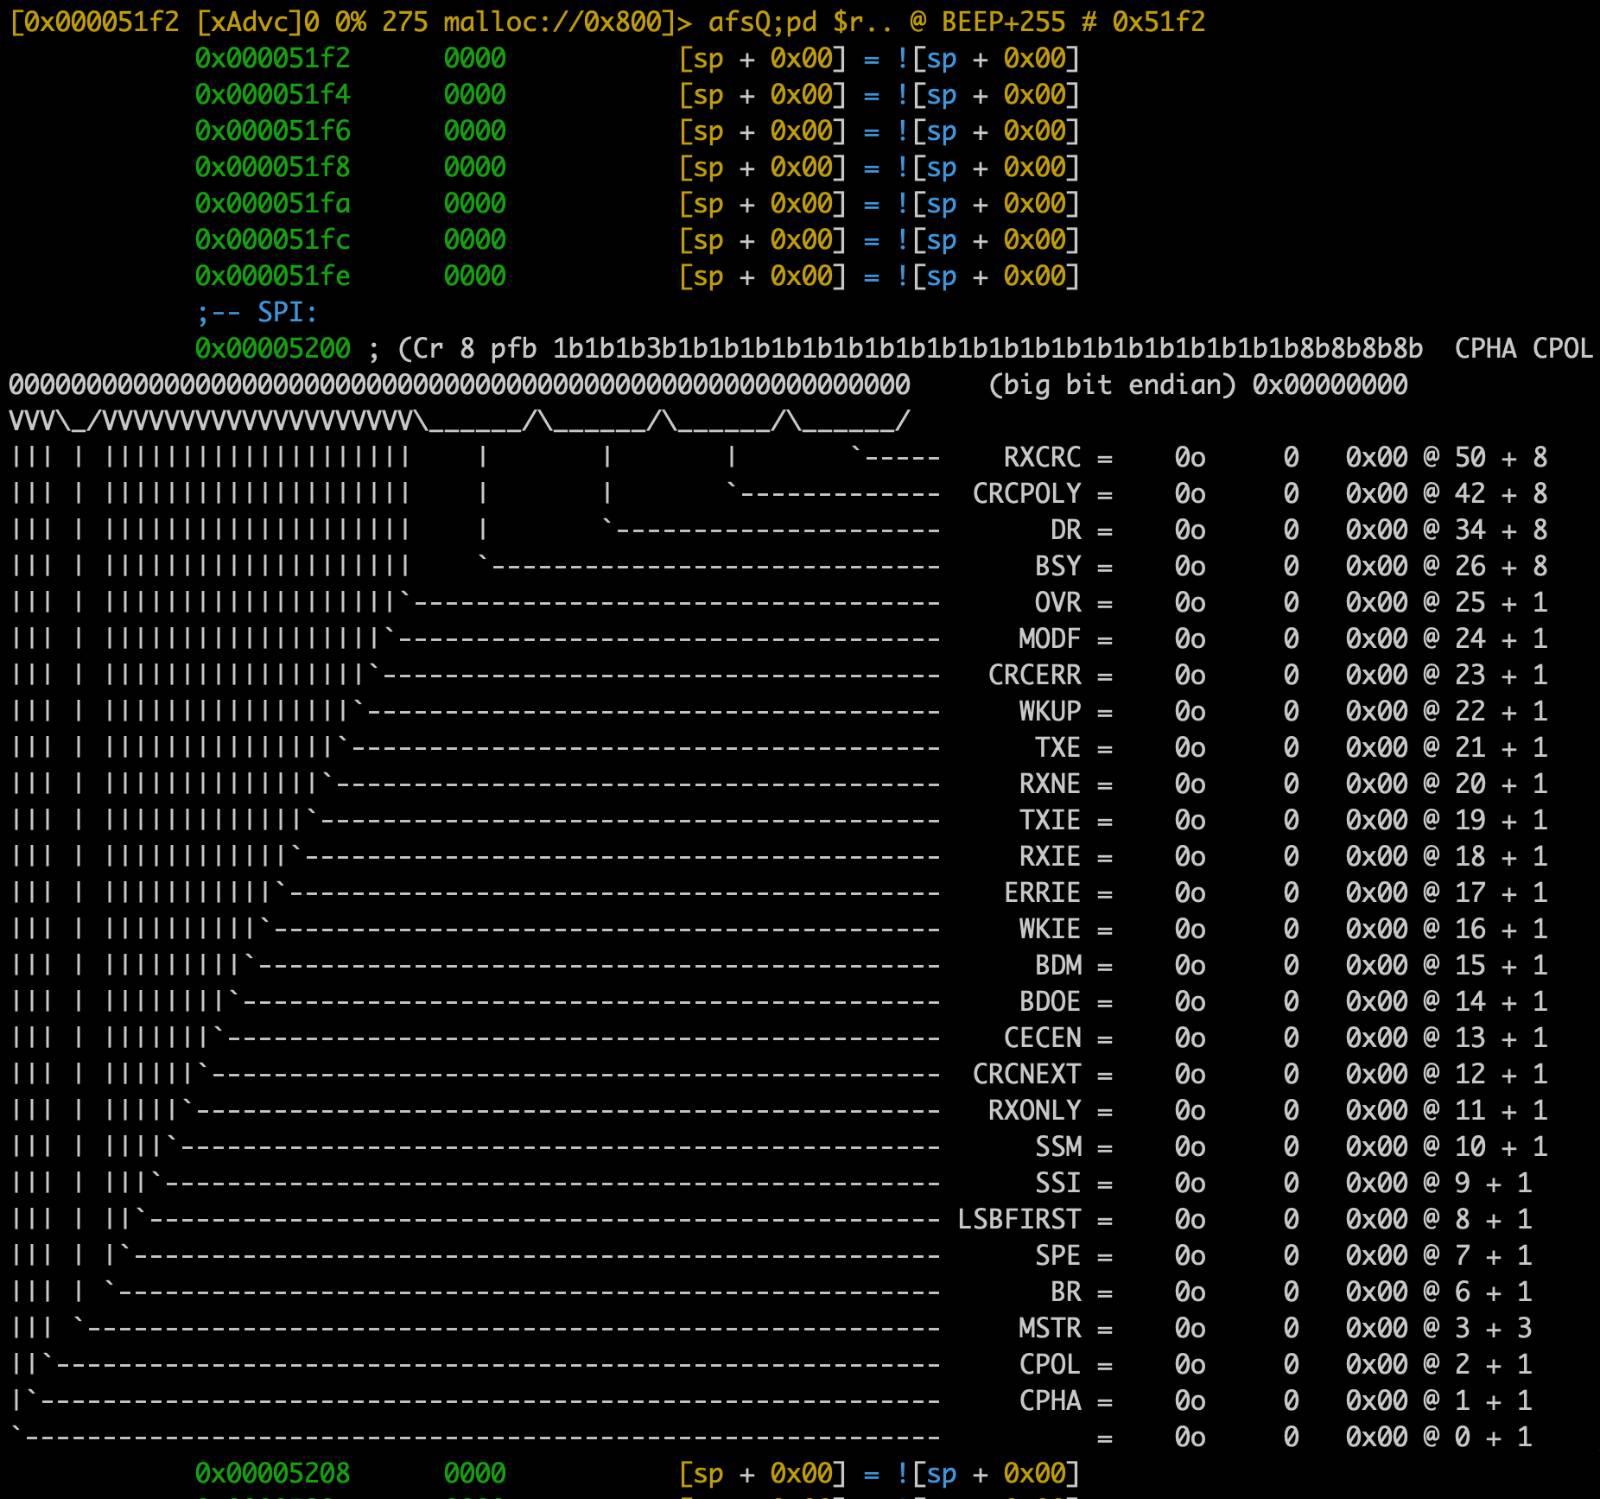 [0x000051f2 [xAdvc]0 0% 275 malloc://0x800]> afsQ;pd $r.. @ BEEP+255 # 0x51f2
0x000051f2 0000 [sp + 0x00] = ![sp + 0x00]
0x000051f4 0000 [sp + 0x00] = ![sp + 0x00]
0x000051f6 0000 [sp + 0x00] = ![sp + 0x00]
0x000051f8 0000 [sp + 0x00] = ![sp + 0x00]
0x000051fa 0000 [sp + 0x00] = ![sp + 0x00]
0x000051fc 0000 [sp + 0x00] = ![sp + 0x00]
0x000051fe 0000 [sp + 0x00] = ![sp + 0x00]
;-- SPI:
0x00005200 ; (Cr 8 pfb 1b1b1b3b1b1b1b1b1b1b1b1b1b1b1b1b1b1b1b1b1b1b1b1b8b8b8b8b CPHA CPOL
0000000000000000000000000000000000000000000000000000000000 (big bit endian) 0x00000000
VVV\_/VVVVVVVVVVVVVVVVVVVV\______/\______/\______/\______/
||| | |||||||||||||||||||| | | | `----- RXCRC = 0o 0 0x00 @ 50 + 8
||| | |||||||||||||||||||| | | `------------- CRCPOLY = 0o 0 0x00 @ 42 + 8
||| | |||||||||||||||||||| | `--------------------- DR = 0o 0 0x00 @ 34 + 8
||| | |||||||||||||||||||| `----------------------------- BSY = 0o 0 0x00 @ 26 + 8
||| | |||||||||||||||||||`---------------------------------- OVR = 0o 0 0x00 @ 25 + 1
||| | ||||||||||||||||||`----------------------------------- MODF = 0o 0 0x00 @ 24 + 1
||| | |||||||||||||||||`------------------------------------ CRCERR = 0o 0 0x00 @ 23 + 1
||| | ||||||||||||||||`------------------------------------- WKUP = 0o 0 0x00 @ 22 + 1
||| | |||||||||||||||`-------------------------------------- TXE = 0o 0 0x00 @ 21 + 1
||| | ||||||||||||||`--------------------------------------- RXNE = 0o 0 0x00 @ 20 + 1
||| | |||||||||||||`---------------------------------------- TXIE = 0o 0 0x00 @ 19 + 1
||| | ||||||||||||`----------------------------------------- RXIE = 0o 0 0x00 @ 18 + 1
||| | |||||||||||`------------------------------------------ ERRIE = 0o 0 0x00 @ 17 + 1
||| | ||||||||||`------------------------------------------- WKIE = 0o 0 0x00 @ 16 + 1
||| | |||||||||`-------------------------------------------- BDM = 0o 0 0x00 @ 15 + 1
||| | ||||||||`--------------------------------------------- BDOE = 0o 0 0x00 @ 14 + 1
||| | |||||||`---------------------------------------------- CECEN = 0o 0 0x00 @ 13 + 1
||| | ||||||`----------------------------------------------- CRCNEXT = 0o 0 0x00 @ 12 + 1
||| | |||||`------------------------------------------------ RXONLY = 0o 0 0x00 @ 11 + 1
||| | ||||`------------------------------------------------- SSM = 0o 0 0x00 @ 10 + 1
||| | |||`-------------------------------------------------- SSI = 0o 0 0x00 @ 9 + 1
||| | ||`--------------------------------------------------- LSBFIRST = 0o 0 0x00 @ 8 + 1
||| | |`---------------------------------------------------- SPE = 0o 0 0x00 @ 7 + 1
||| | `----------------------------------------------------- BR = 0o 0 0x00 @ 6 + 1
||| `------------------------------------------------------- MSTR = 0o 0 0x00 @ 3 + 3
||`--------------------------------------------------------- CPOL = 0o 0 0x00 @ 2 + 1
|`---------------------------------------------------------- CPHA = 0o 0 0x00 @ 1 + 1
`----------------------------------------------------------- = 0o 0 0x00 @ 0 + 1
0x00005208 0000 [sp + 0x00] = ![sp + 0x00]